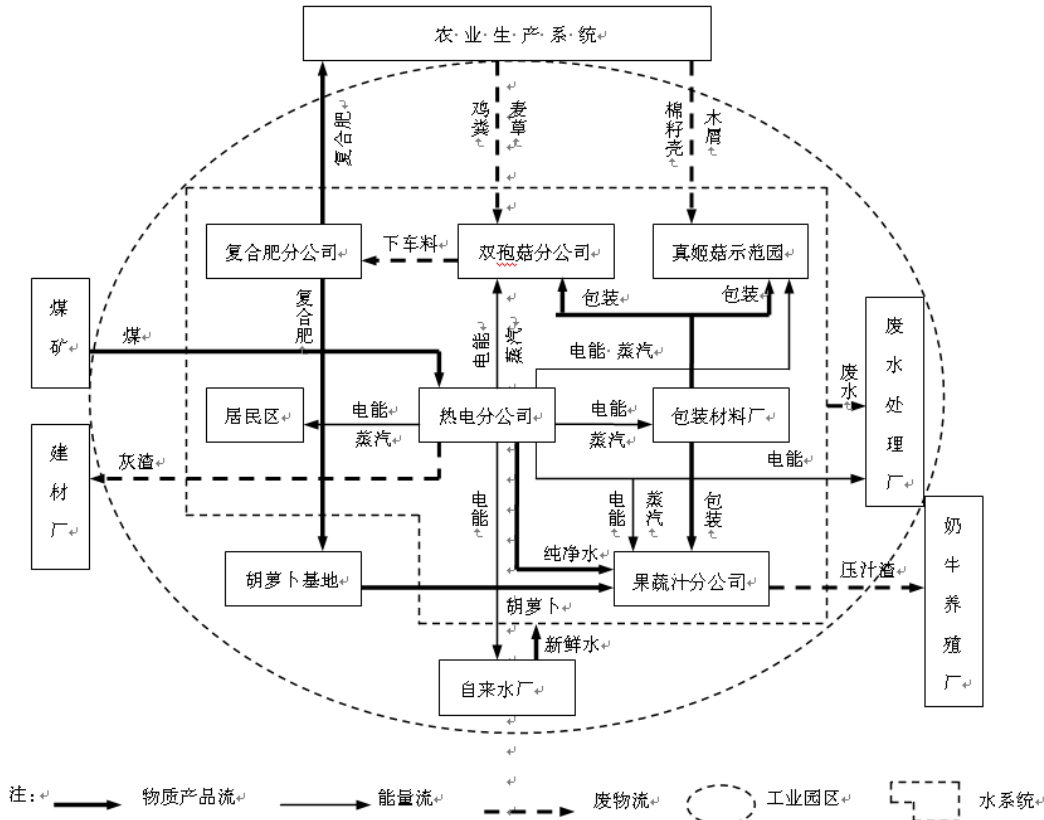 农业生产系统
复合肥
鸡粪
麦草
棉籽壳
木屑
复合肥分公司
下车料
双孢菇分公司
真姬菇示范园
煤矿
煤
复合肥
电能
蒸汽
包装
包装
电能 蒸汽
废水处理厂
废水
居民区
电能
蒸汽
热电分公司
电能
蒸汽
包装材料厂
建材厂
灰渣
电能
电能
电能
蒸汽
包装
奶牛养殖厂
纯净水
胡萝卜基地
果蔬汁分公司
压汁渣
胡萝卜
新鲜水
自来水厂
注：
物质产品流
能量流
废物流
工业园区
水系统